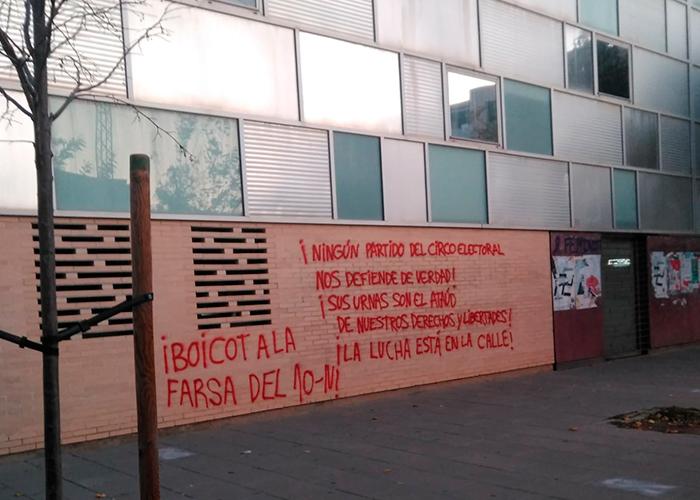 ¡NINGÚN PARTIDO DEL CIRCO ELECTORAL
NOS DEFIENDE DE VERDAD!
¡SUS URNAS SON EL ATAÚD
DE NUESTROS DERECHOS Y LIBERTADES!
¡LA LUCHA ESTÁ EN LA CALLE!
¡BOICOT A LA
FARSA DEL 10-N!